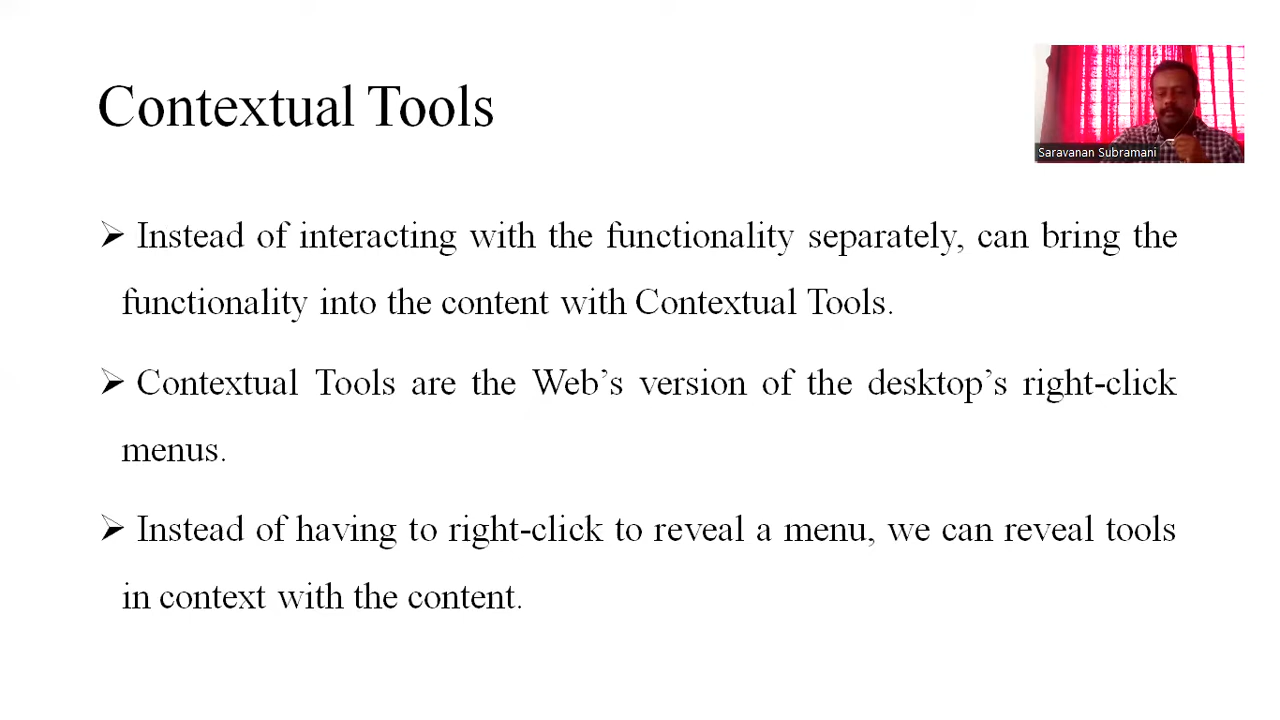 Contextual Tools
Saravanan Subramani
➢ Instead of interacting with the functionality separately, can bring the
functionality into the content with Contextual Tools.
➢ Contextual Tools are the Web’s version of the desktop’s right-click
menus.
➢ Instead of having to right-click to reveal a menu, we can reveal tools
in context with the content.